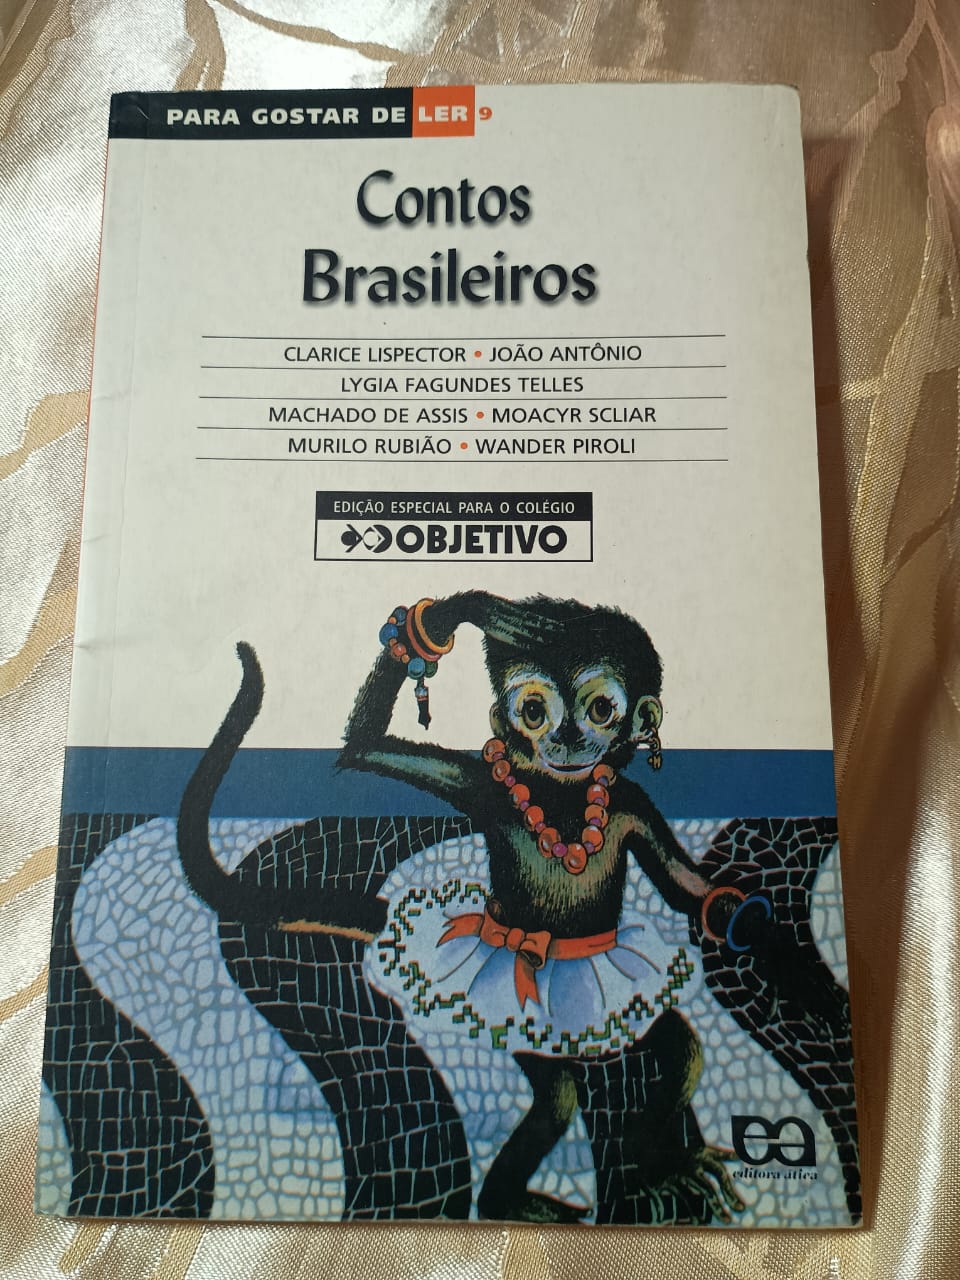 PARA GOSTAR DE LER 9
Contos
Brasileiros
CLARICE LISPECTOR • JOÃO ANTÔNIO
LYGIA FAGUNDES TELLES
MACHADO DE ASSIS • MOACYR SCLIAR
MURILO RUBIÃO • WANDER PIROLI
EDIÇÃO ESPECIAL PARA O COLÉGIO
OBJETIVO
ea
editora ática